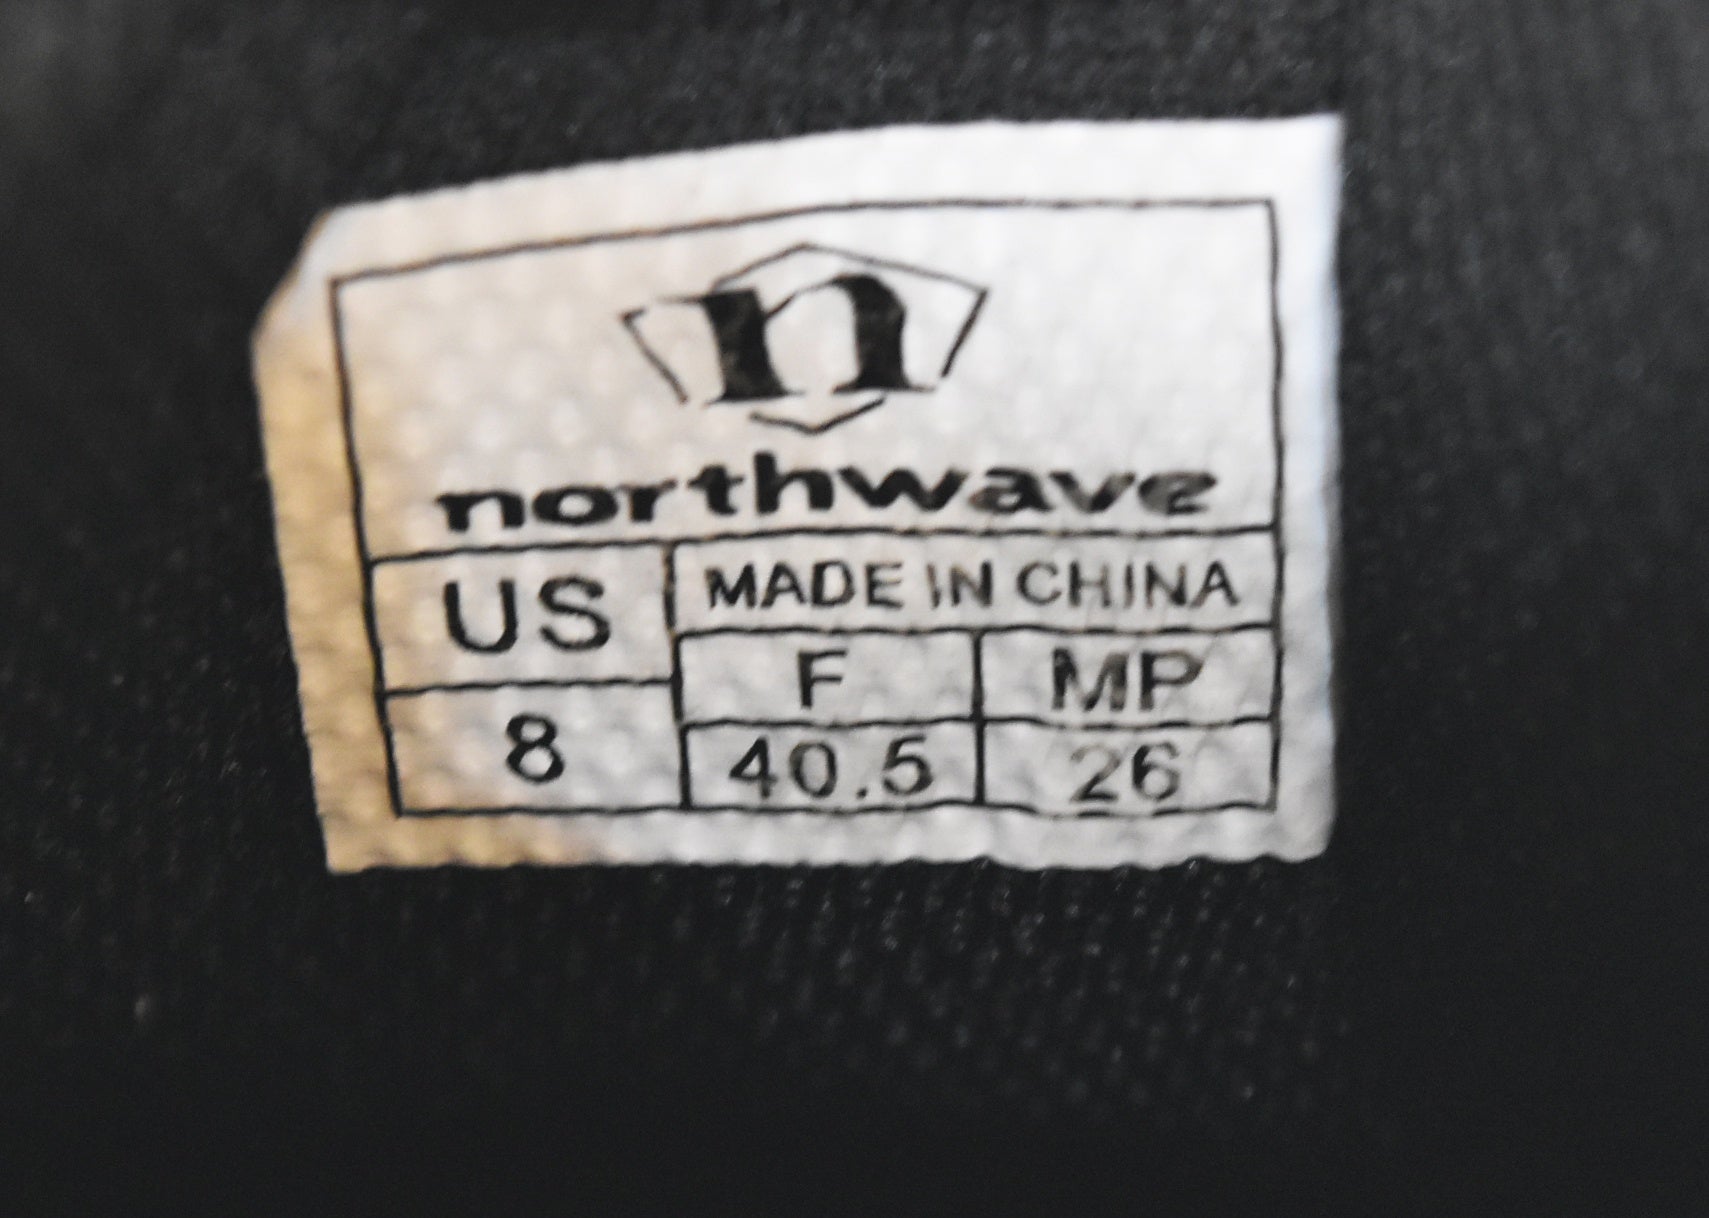 n
northwave
US MADE IN CHINA
F MP
8 40.5 26